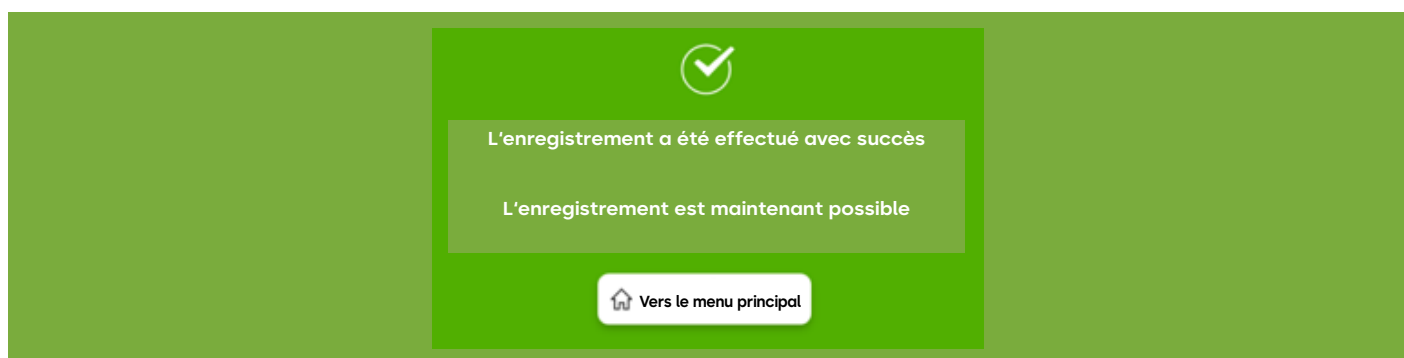 L'enregistrement a été effectué avec succès
L'enregistrement est maintenant possible
Vers le menu principal